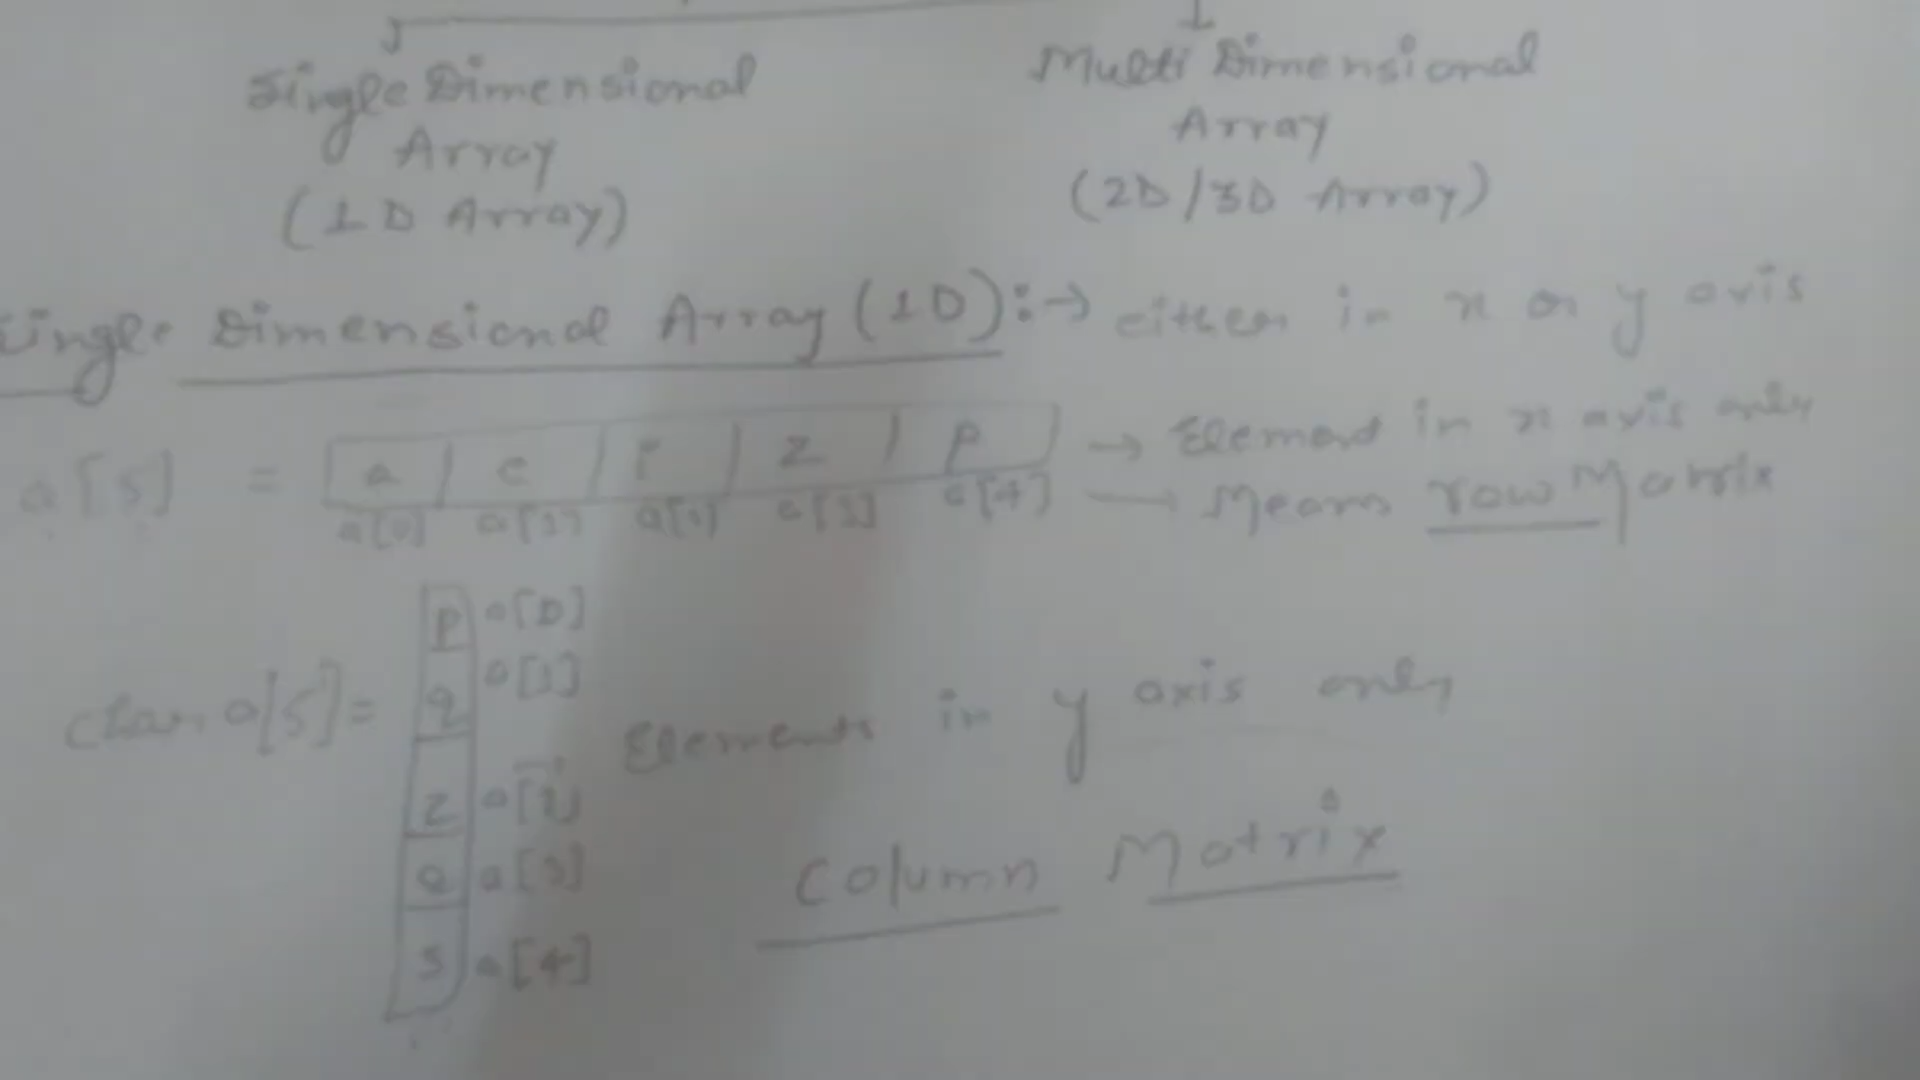 Single Dimensional
Array
(1D Array)
Multi Dimensional
Array
(2D/3D Array)
Single Dimensional Array (1D) :→ either in x or y axis
a[5] = a e i z p → Element in x axis only
a[0] a[1] a[3] a[4] → Means row Matrix
char a[5] =
p a[0]
q a[1]
z a[2]
a[3]
s a[4]
Elements in y axis only
Column Matrix